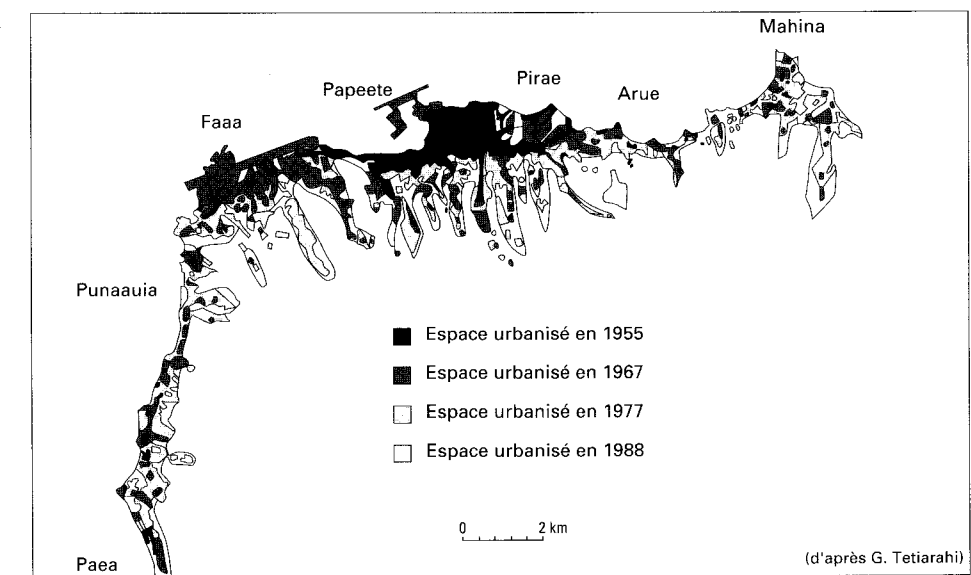 Mahina
Pirae
Papeete
Arue
Faaa
Punaauia
Espace urbanisé en 1955
Espace urbanisé en 1967
Espace urbanisé en 1977
Espace urbanisé en 1988
0 2 km
Paea
(d'après G. Tetiarahi)